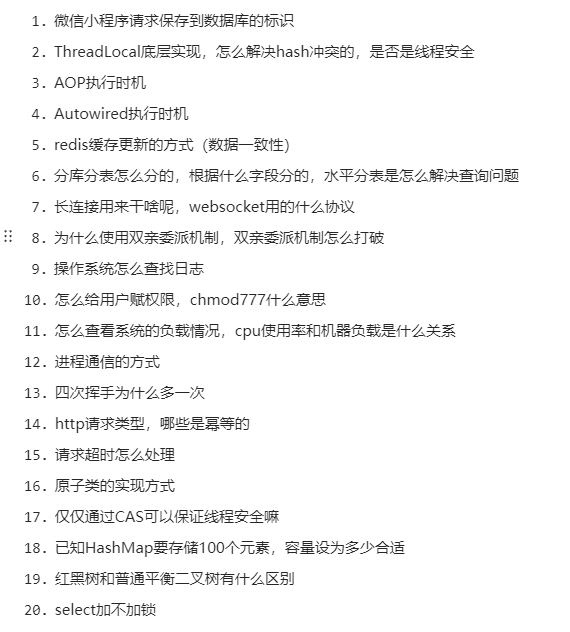 1. 微信小程序请求保存到数据库的标识
2. ThreadLocal底层实现，怎么解决hash冲突的，是否是线程安全
3. AOP执行时机
4. Autowired执行时机
5. redis缓存更新的方式（数据一致性）
6. 分库分表怎么分的，根据什么字段分的，水平分表是怎么解决查询问题
7. 长连接用来干啥呢，websocket用的什么协议
8. 为什么使用双亲委派机制，双亲委派机制怎么打破
9. 操作系统怎么查找日志
10. 怎么给用户赋权限，chmod777什么意思
11. 怎么查看系统的负载情况，cpu使用率和机器负载是什么关系
12. 进程通信的方式
13. 四次挥手为什么多一次
14. http请求类型，哪些是幂等的
15. 请求超时怎么处理
16. 原子类的实现方式
17. 仅仅通过CAS可以保证线程安全嘛
18. 已知HashMap要存储100个元素，容量设为多少合适
19. 红黑树和普通平衡二叉树有什么区别
20. select加不加锁